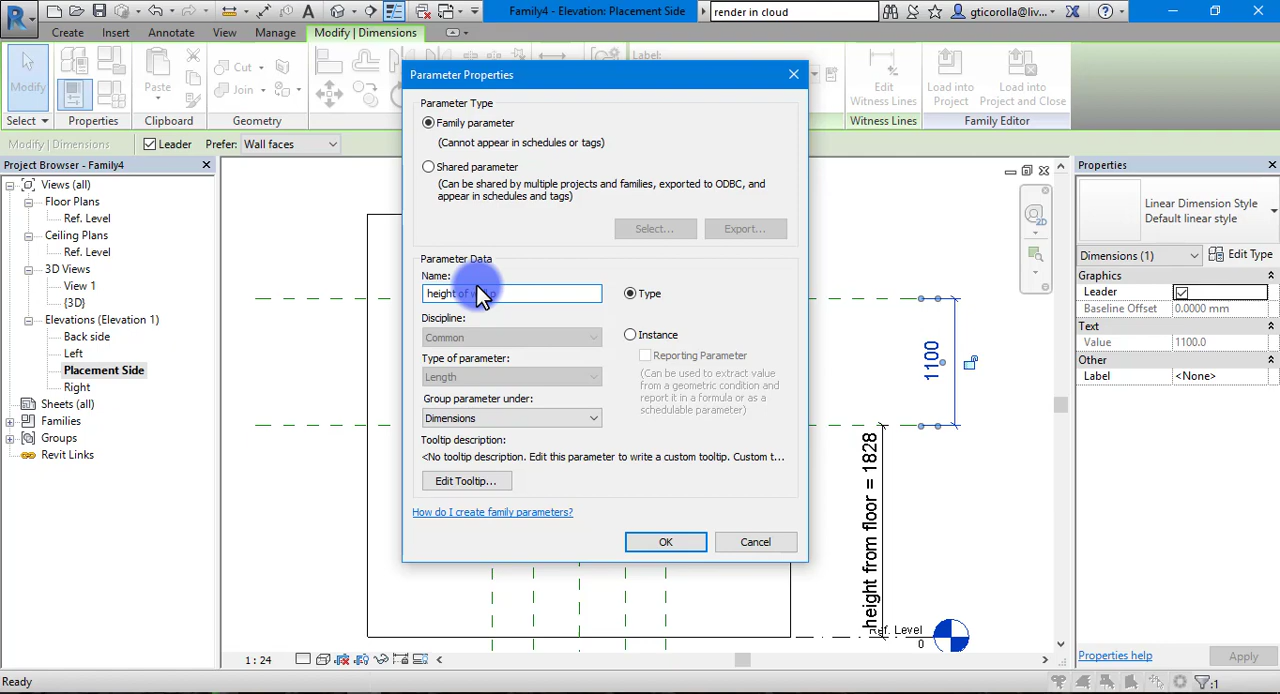 Family4 - Elevation: Placement Side
render in cloud
gticorolla@liv...
Create Insert Annotate View Manage Modify | Dimensions
Label:
Modify
Paste
Cut
Join
Edit
Witness Lines
Load into
Project
Load into
Project and Close
Select Properties Clipboard Geometry Witness Lines Family Editor
Modify | Dimensions Leader Prefer: Wall faces
Project Browser - Family4
Views (all)
Floor Plans
Ref. Level
Ceiling Plans
Ref. Level
3D Views
View 1
{3D}
Elevations (Elevation 1)
Back side
Left
Placement Side
Right
Sheets (all)
Families
Groups
Revit Links
Parameter Properties
Parameter Type
Family parameter
(Cannot appear in schedules or tags)
Shared parameter
(Can be shared by multiple projects and families, exported to ODBC, and
appear in schedules and tags)
Select... Export...
Parameter Data
Name:
height of
Type
Discipline:
Common
Instance
Reporting Parameter
Type of parameter:
Length
(Can be used to extract value
from a geometric condition and
report it in a formula or as a
schedulable parameter)
Group parameter under:
Dimensions
Tooltip description:
<No tooltip description. Edit this parameter to write a custom tooltip. Custom t...
Edit Tooltip...
How do I create family parameters?
OK Cancel
1100
height from floor = 1828
Ref. Level
0
2D
Properties
Linear Dimension Style
Default linear style
Dimensions (1) Edit Type
Graphics
Leader
Baseline Offset 0.0000 mm
Text
Value 1100.0
Other
Label <None>
Properties help Apply
1 : 24
Ready
:1